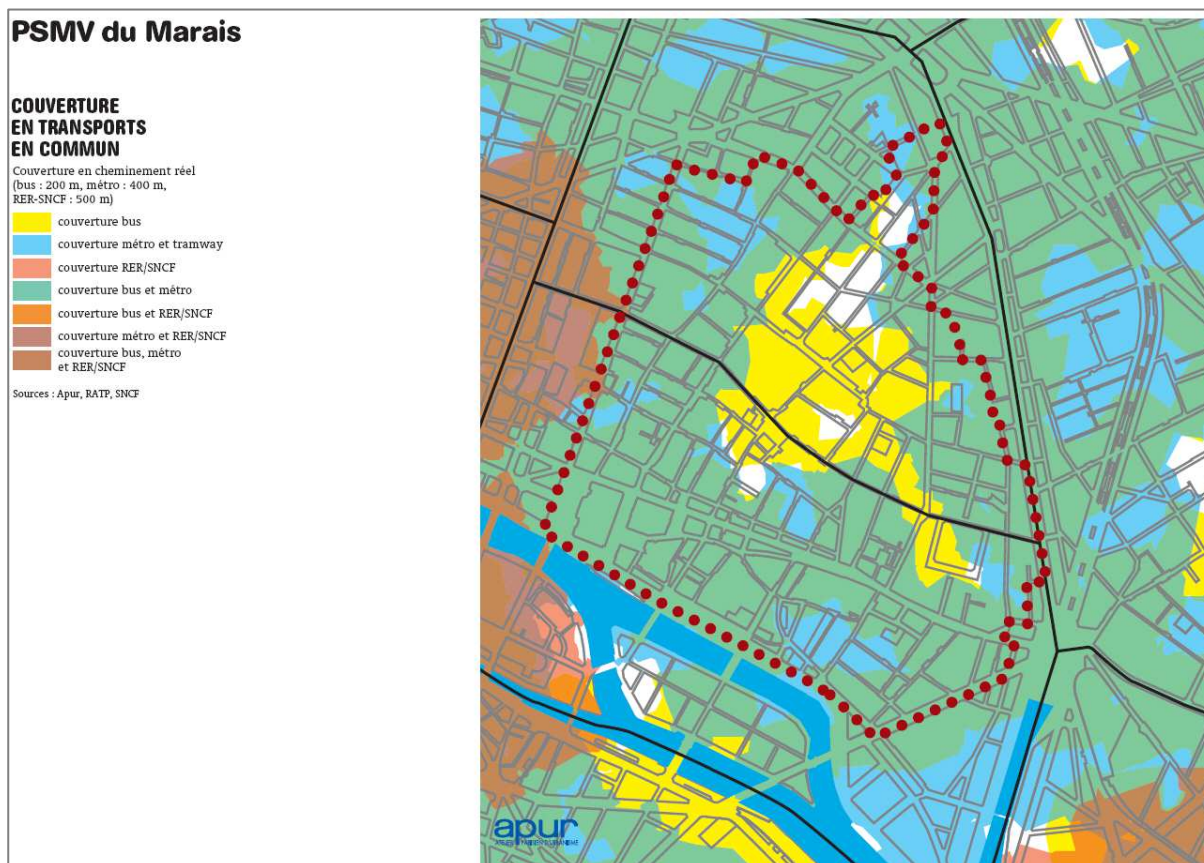 PSMV du Marais
COUVERTURE
EN TRANSPORTS
EN COMMUN
Couverture en cheminement réel
(bus : 200 m, métro : 400 m,
RER-SNCF : 500 m)
couverture bus
couverture métro et tramway
couverture RER/SNCF
couverture bus et métro
couverture bus et RER/SNCF
couverture métro et RER/SNCF
couverture bus, métro
et RER/SNCF
Sources : Apur, RATP, SNCF
apur